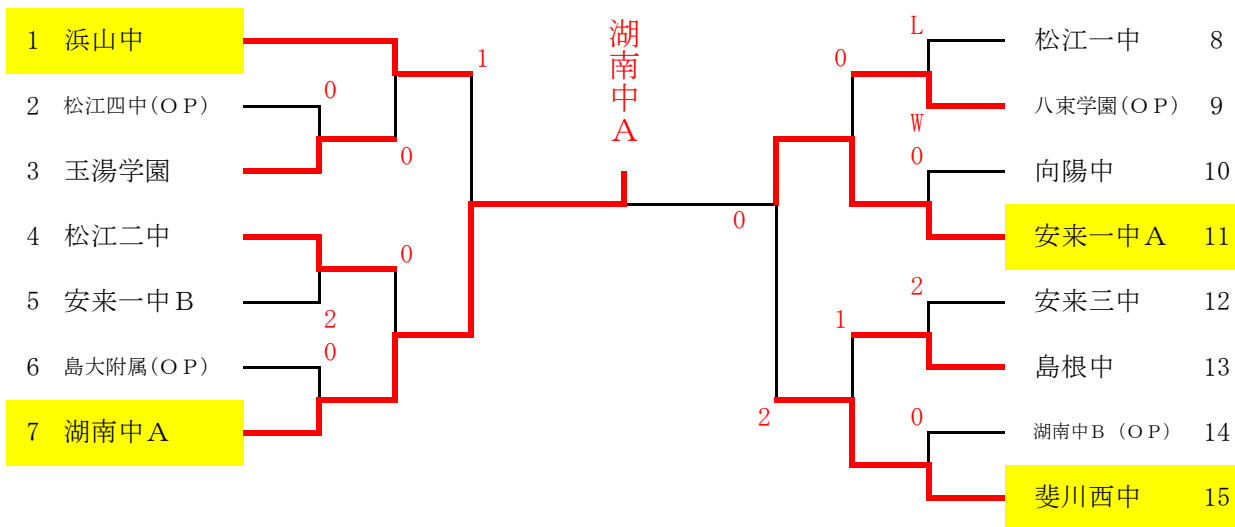 1 浜山中
2 松江四中(ＯＰ)
3 玉湯学園
4 松江二中
5 安来一中Ｂ
6 島大附属(ＯＰ)
7 湖南中Ａ
0
0
1
0
2
0
湖南中Ａ
0
L
W
0
0
2
1
0
2
松江一中 8
八束学園(ＯＰ) 9
向陽中 10
安来一中Ａ 11
安来三中 12
島根中 13
湖南中Ｂ（ＯＰ） 14
斐川西中 15